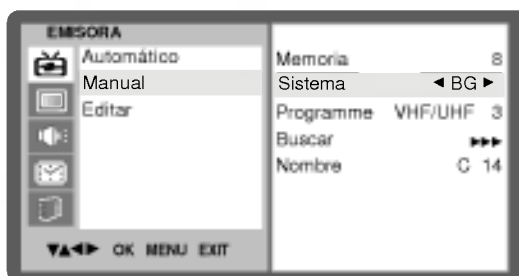 EMISORA
Automático
Manual
Editar
▼▲◀▶ OK MENU EXIT
Memoria 8
Sistema ◀ BG ▶
Programme VHF/UHF 3
Buscar ▶▶▶
Nombre C 14